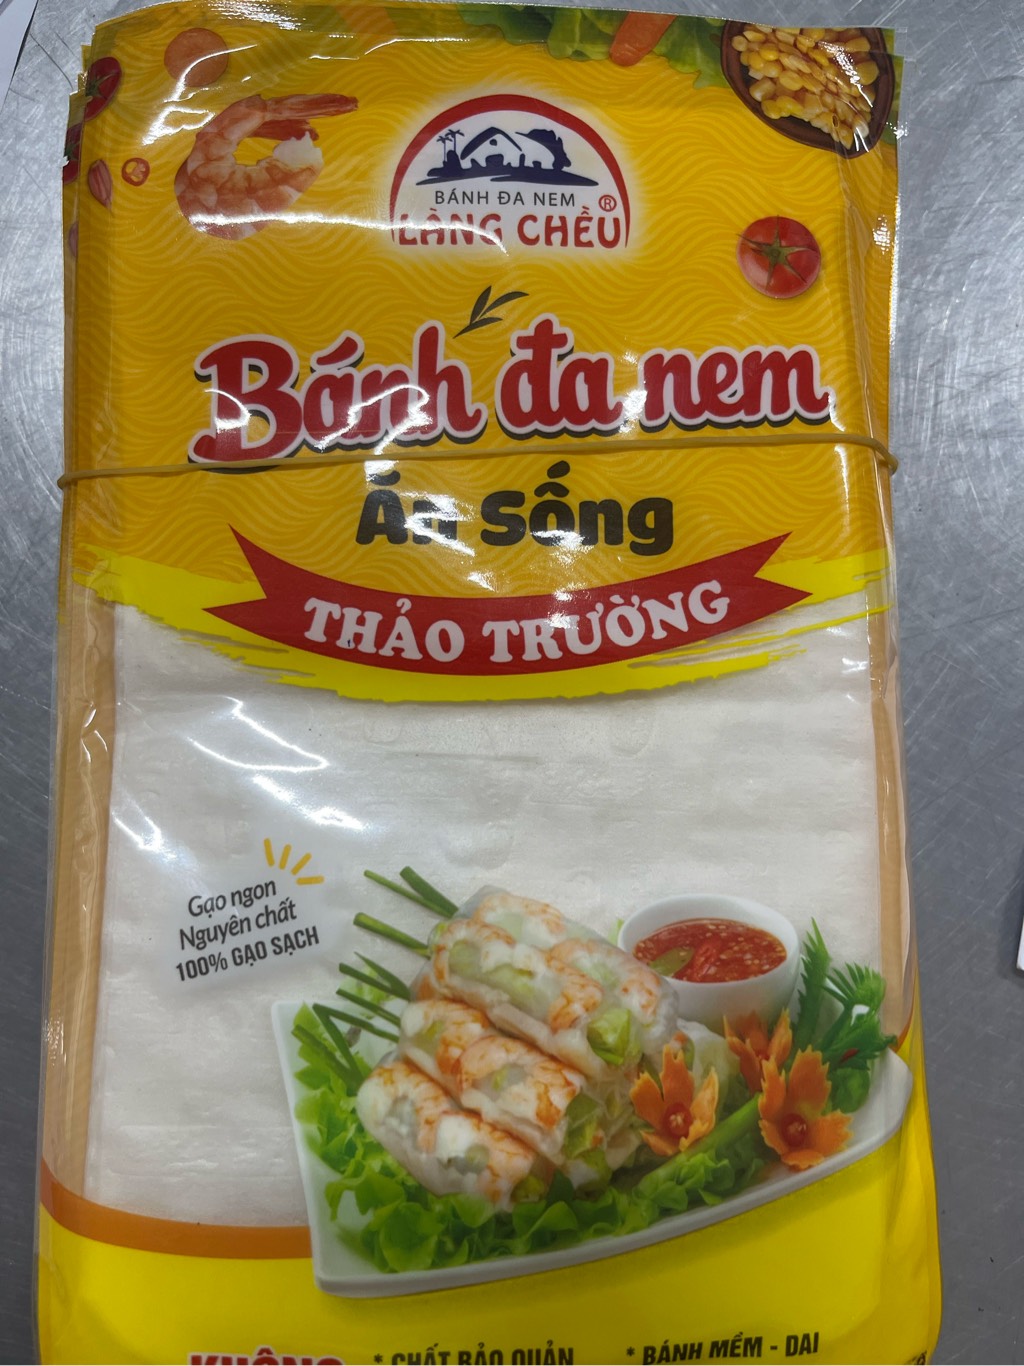 BÁNH ĐA NEM
LÀNG CHỀU ®
Bánh đa nem
Ăn Sống
THẢO TRƯỜNG
Gạo ngon
Nguyên chất
100% GẠO SẠCH
KHÔNG
* CHẤT BẢO QUẢN
* BÁNH MỀM - DAI